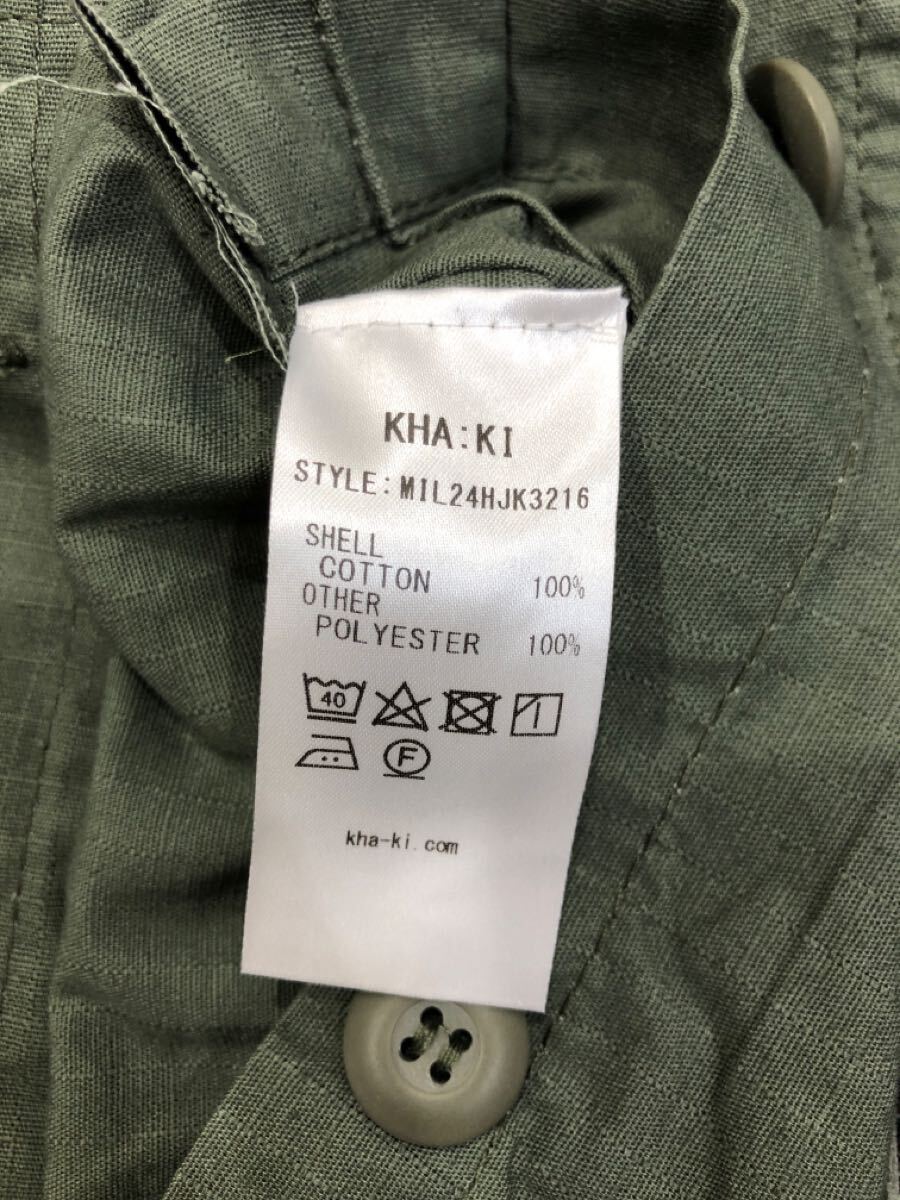 KHA:KI
STYLE:MIL24HJK3216
SHELL
COTTON 100%
OTHER
POLYESTER 100%
40
F
kha-ki.com